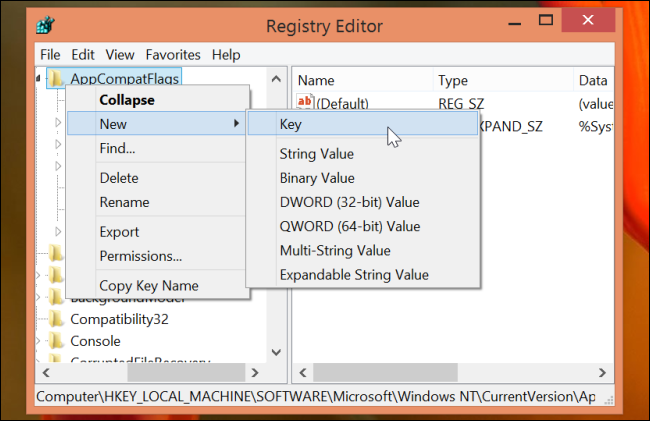 Registry Editor
File Edit View Favorites Help
AppCompatFlags
Collapse
New
Find...
Delete
Rename
Export
Permissions...
Copy Key Name
Key
String Value
Binary Value
DWORD (32-bit) Value
QWORD (64-bit) Value
Multi-String Value
Expandable String Value
Name Type Data
ab (Default) REG_SZ (value
XPAND_SZ %Sys
BackgroundModel
Compatibility32
Console
CorruptedFileRecovery
Computer\HKEY_LOCAL_MACHINE\SOFTWARE\Microsoft\Windows NT\CurrentVersion\Ap